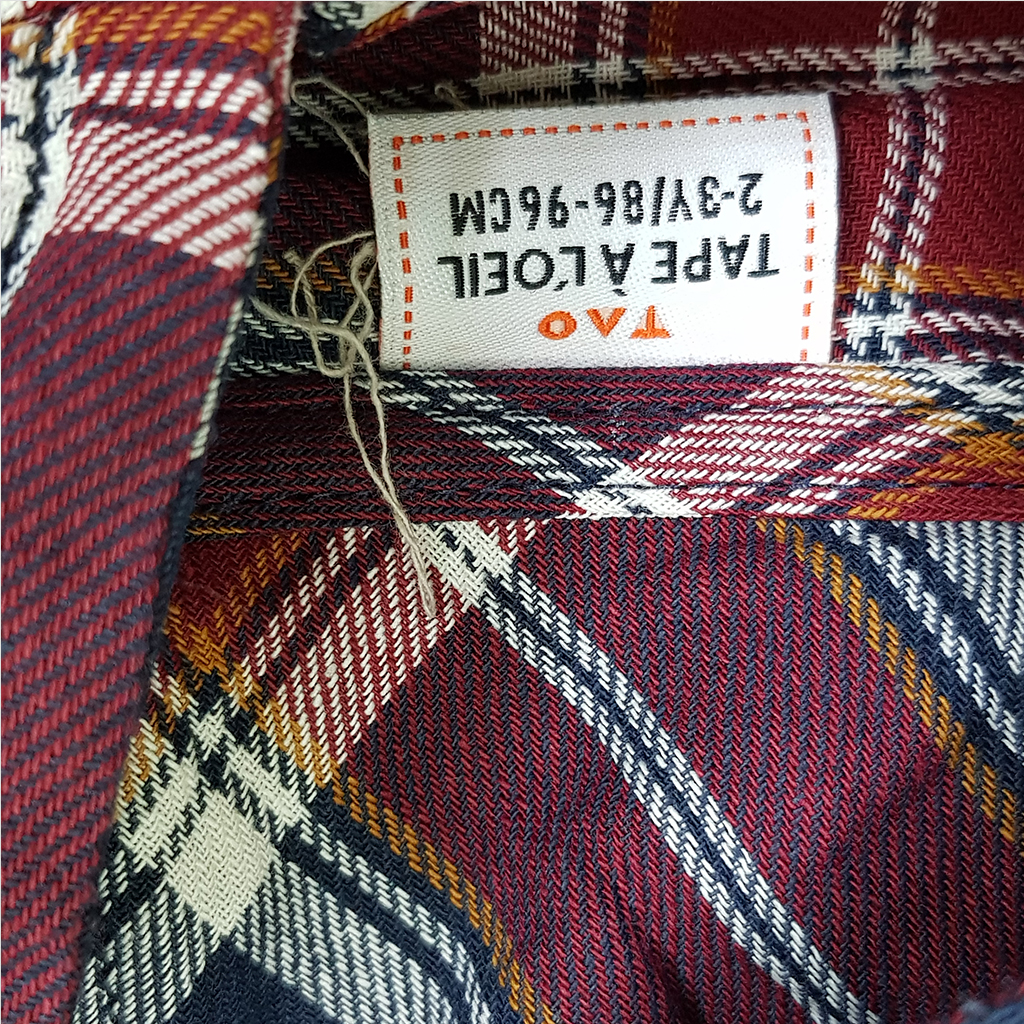 TAO
TAPE À L'OEIL
2-3Y/86-96CM